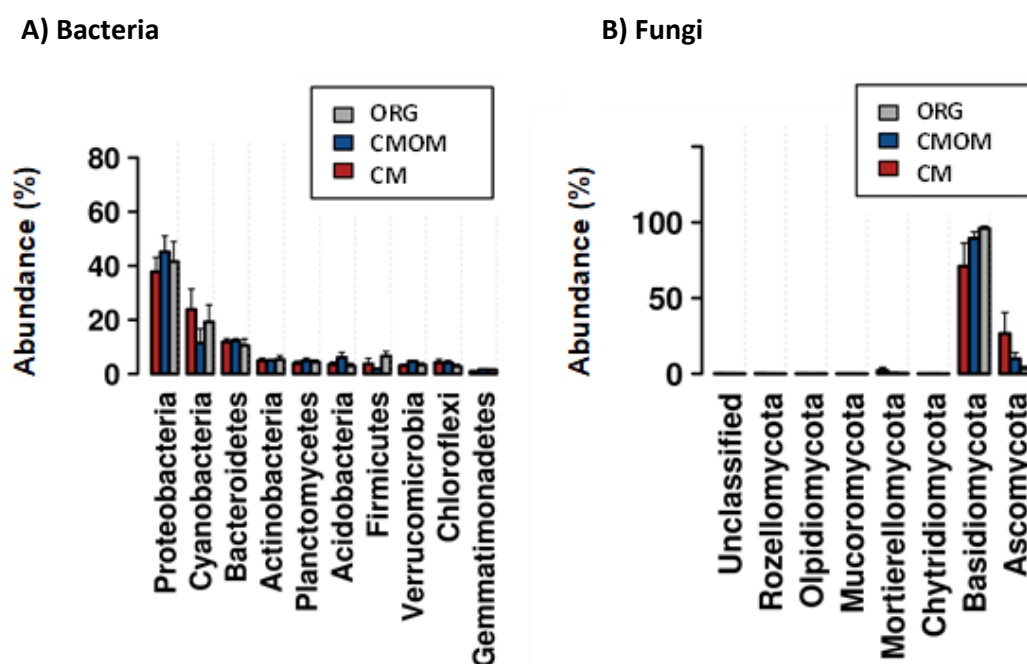 A) Bacteria
ORG
CMOM
CM
Abundance (%)
80
60
40
20
0
Proteobacteria
Cyanobacteria
Bacteroidetes
Actinobacteria
Planctomycetes
Acidobacteria
Firmicutes
Verrucomicrobia
Chloroflexi
Gemmatimonadetes
B) Fungi
ORG
CMOM
CM
Abundance (%)
100
50
0
Unclassified
Rozellomycota
Olpidiomycota
Mucoromycota
Mortierellomycota
Chytridiomycota
Basidiomycota
Ascomycota